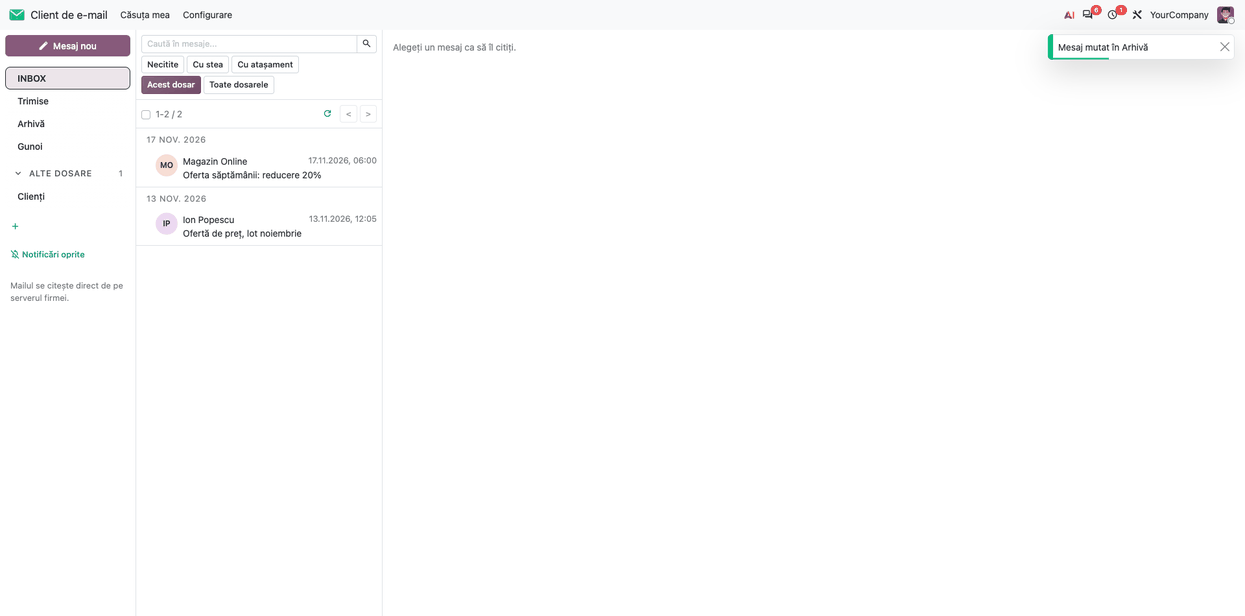 Client de e-mail Căsuța mea Configurare AI 6 1 YourCompany
Mesaj nou
INBOX
Trimise
Arhivă
Gunoi
ALTE DOSARE 1
Clienți
+
Notificări oprite
Mailul se citește direct de pe
serverul firmei.
Caută în mesaje...
Necitite Cu stea Cu atașament
Acest dosar Toate dosarele
1-2 / 2 < >
17 NOV. 2026
MO Magazin Online 17.11.2026, 06:00
Oferta săptămânii: reducere 20%
13 NOV. 2026
IP Ion Popescu 13.11.2026, 12:05
Ofertă de preț, lot noiembrie
Alegeți un mesaj ca să îl citiți.
Mesaj mutat în Arhivă